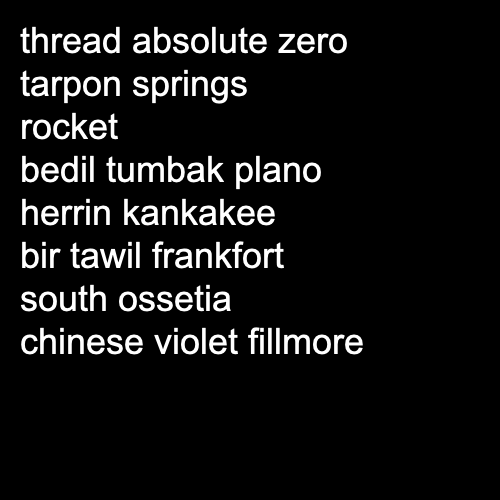 thread absolute zero
tarpon springs
rocket
bedil tumbak plano
herrin kankakee
bir tawil frankfort
south ossetia
chinese violet fillmore